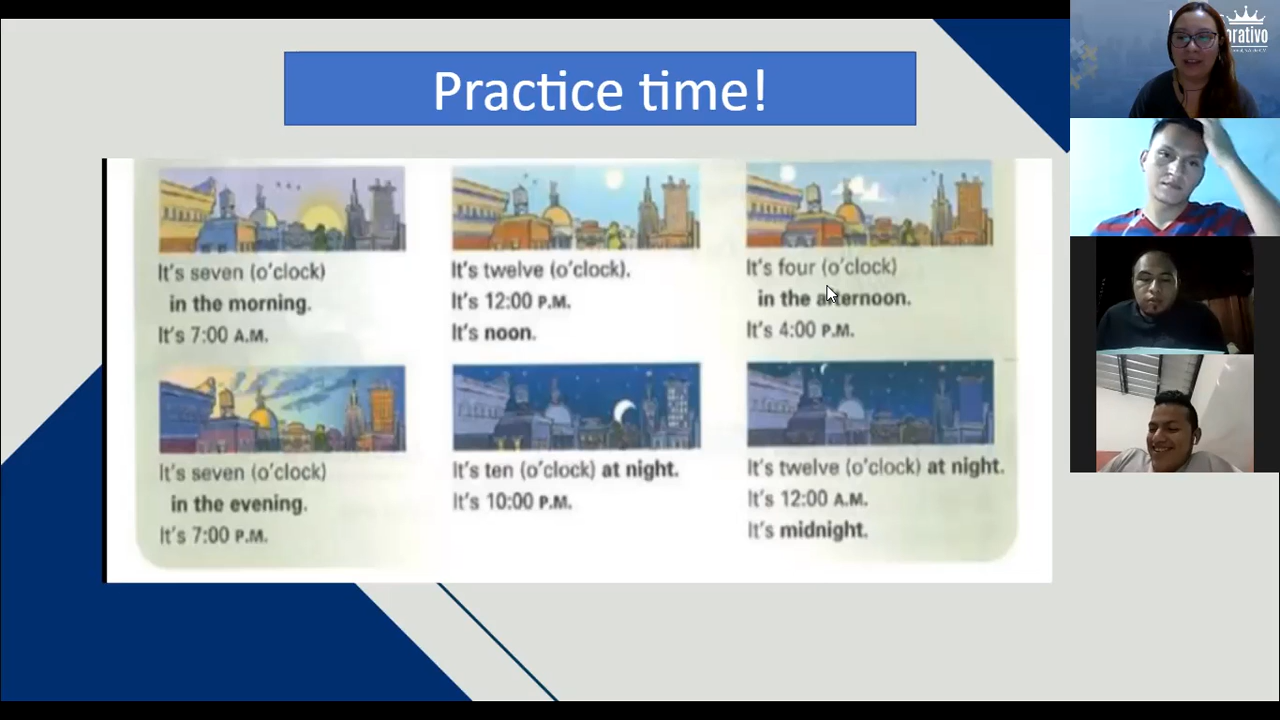 Practice time!
It's seven (o'clock)
in the morning.
It's 7:00 A.M.
It's twelve (o'clock).
It's 12:00 P.M.
It's noon.
It's four (o'clock)
in the afternoon.
It's 4:00 P.M.
It's seven (o'clock)
in the evening.
It's 7:00 P.M.
It's ten (o'clock) at night.
It's 10:00 P.M.
It's twelve (o'clock) at night.
It's 12:00 A.M.
It's midnight.